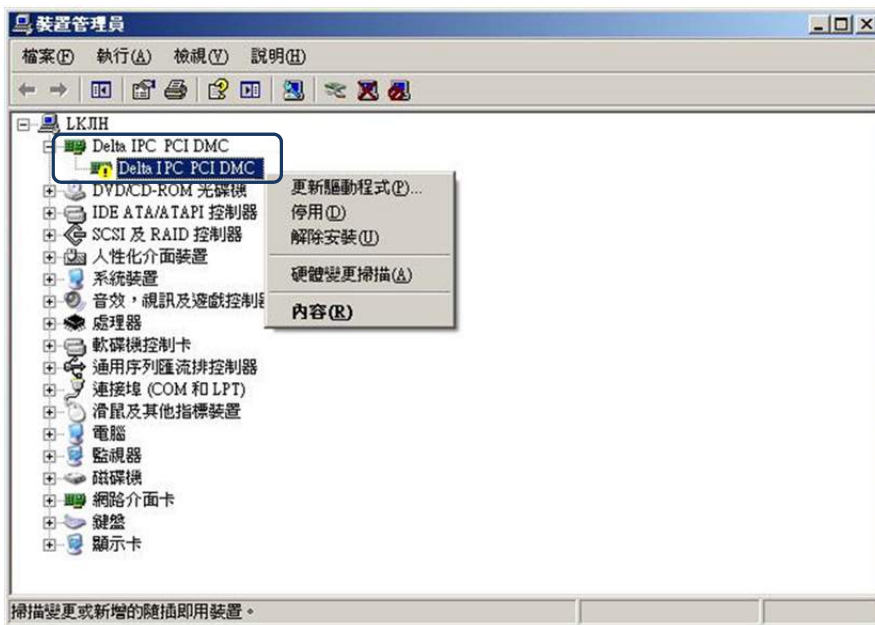 裝置管理員
檔案(F) 執行(A) 檢視(V) 說明(H)
LKJIH
Delta IPC PCI DMC
Delta IPC PCI DMC
DVD/CD-ROM 光碟機
IDE ATA/ATAPI 控制器
SCSI 及 RAID 控制器
人性化介面裝置
系統裝置
音效，視訊及遊戲控制
處理器
軟碟機控制卡
通用序列匯流排控制器
連接埠 (COM 和 LPT)
滑鼠及其他指標裝置
電腦
監視器
磁碟機
網路介面卡
鍵盤
顯示卡
更新驅動程式(P)...
停用(D)
解除安裝(U)
硬體變更掃描(A)
內容(R)
掃描變更或新增的隨插即用裝置。